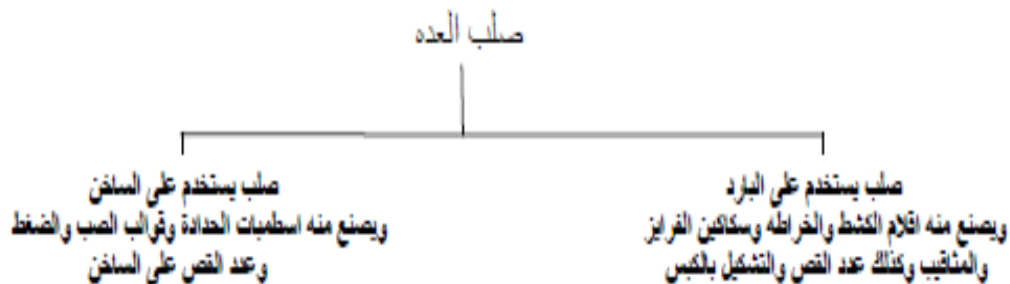 صلب العده
صلب يستخدم على البارد
ويصنع منه اقلام الكشط والخراطه وسكاكين الفرايز
والمثاقيب وكذلك عدد القص والتشكيل بالكبس
صلب يستخدم على الساخن
ويصنع منه اسطمبات الحدادة وقوالب الصب والضغط
وعدد القص على الساخن